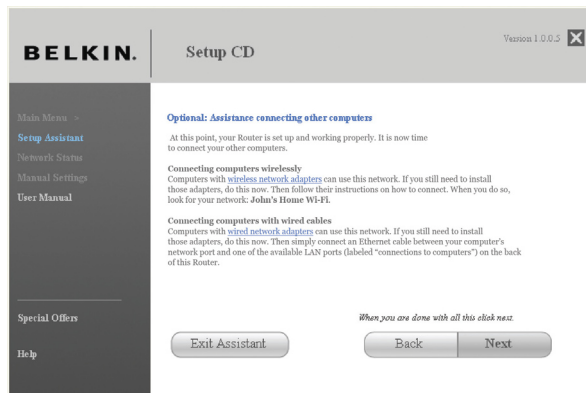 BELKIN.
Setup CD
Version 1.0.0.5
Main Menu >
Setup Assistant
Network Status
Manual Settings
User Manual
Special Offers
Help
Optional: Assistance connecting other computers
At this point, your Router is set up and working properly. It is now time
to connect your other computers.
Connecting computers wirelessly
Computers with wireless network adapters can use this network. If you still need to install
those adapters, do this now. Then follow their instructions on how to connect. When you do so,
look for your network: John's Home Wi-Fi.
Connecting computers with wired cables
Computers with wired network adapters can use this network. If you still need to install
those adapters, do this now. Then simply connect an Ethernet cable between your computer's
network port and one of the available LAN ports (labeled "connections to computers") on the back
of this Router.
When you are done with all this click next.
Exit Assistant
Back
Next